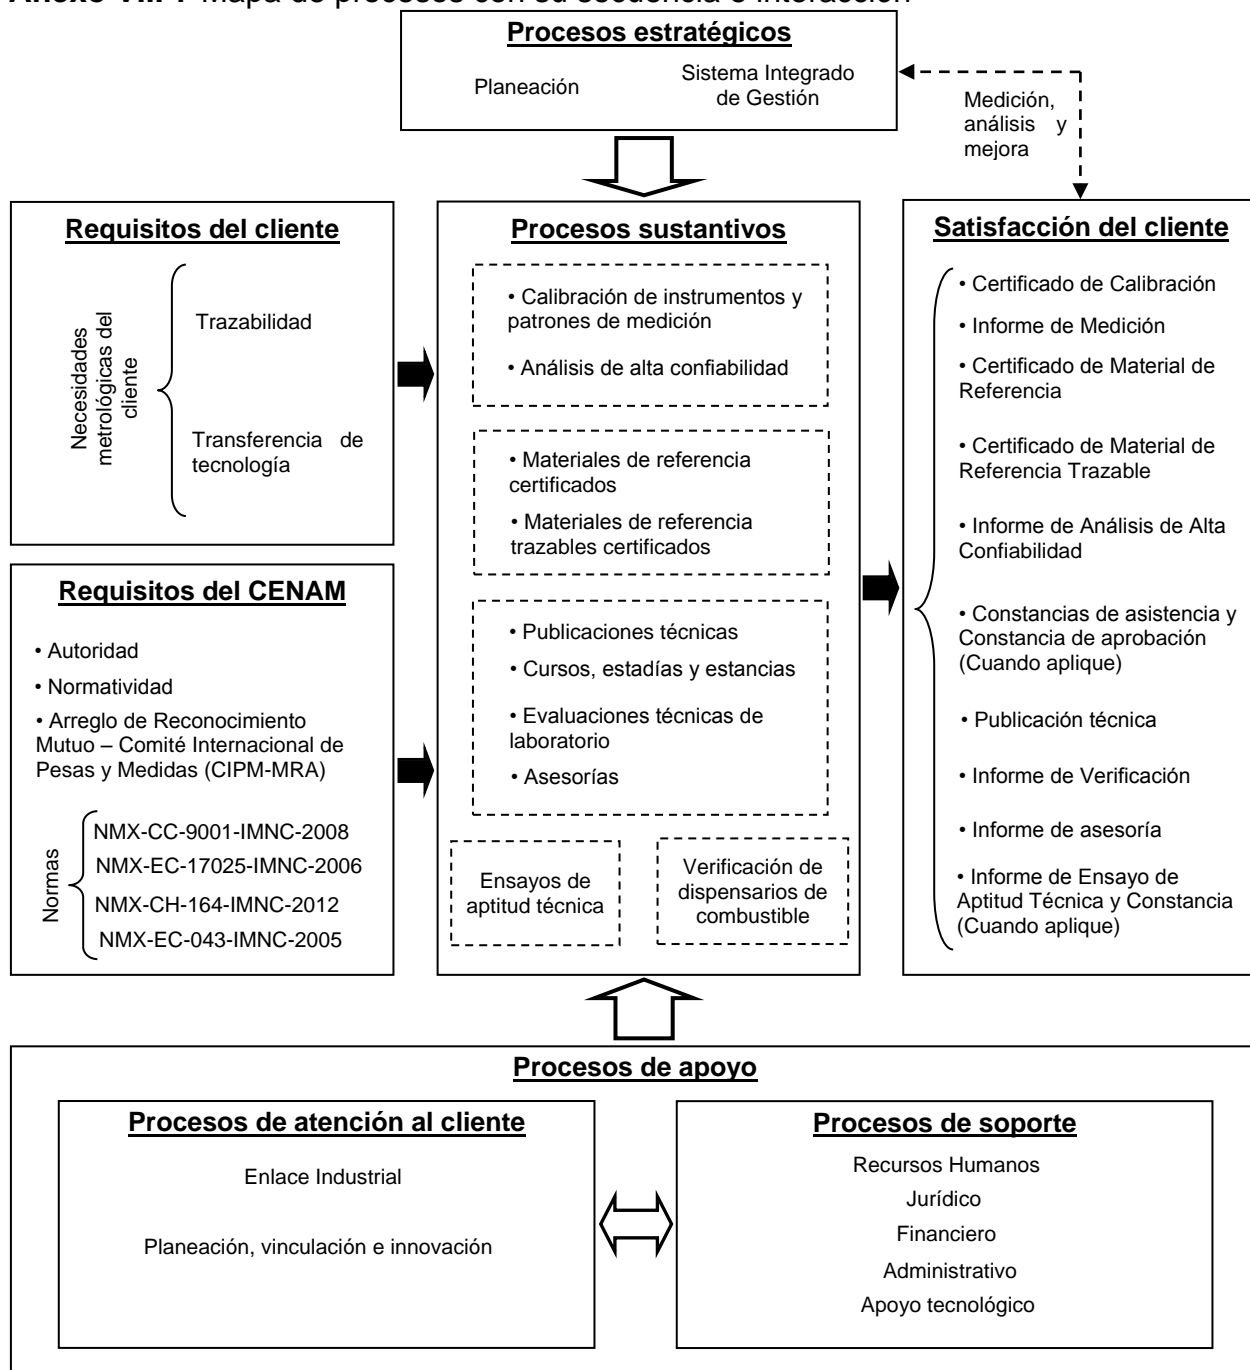 Mapa de procesos con su secuencia e interacción
Procesos estratégicos
Planeación
Sistema Integrado
de Gestión
Medición,
análisis y
mejora
Requisitos del cliente
Necesidades
metrológicas del
cliente
Trazabilidad
Transferencia de
tecnología
Requisitos del CENAM
• Autoridad
• Normatividad
• Arreglo de Reconocimiento
Mutuo – Comité Internacional de
Pesas y Medidas (CIPM-MRA)
Normas
NMX-CC-9001-IMNC-2008
NMX-EC-17025-IMNC-2006
NMX-CH-164-IMNC-2012
NMX-EC-043-IMNC-2005
Procesos sustantivos
• Calibración de instrumentos y
patrones de medición
• Análisis de alta confiabilidad
• Materiales de referencia
certificados
• Materiales de referencia
trazables certificados
• Publicaciones técnicas
• Cursos, estadías y estancias
• Evaluaciones técnicas de
laboratorio
• Asesorías
Ensayos de
aptitud técnica
Verificación de
dispensarios de
combustible
Satisfacción del cliente
• Certificado de Calibración
• Informe de Medición
• Certificado de Material de
Referencia
• Certificado de Material de
Referencia Trazable
• Informe de Análisis de Alta
Confiabilidad
• Constancias de asistencia y
Constancia de aprobación
(Cuando aplique)
• Publicación técnica
• Informe de Verificación
• Informe de asesoría
• Informe de Ensayo de
Aptitud Técnica y Constancia
(Cuando aplique)
Procesos de apoyo
Procesos de atención al cliente
Enlace Industrial
Planeación, vinculación e innovación
Procesos de soporte
Recursos Humanos
Jurídico
Financiero
Administrativo
Apoyo tecnológico